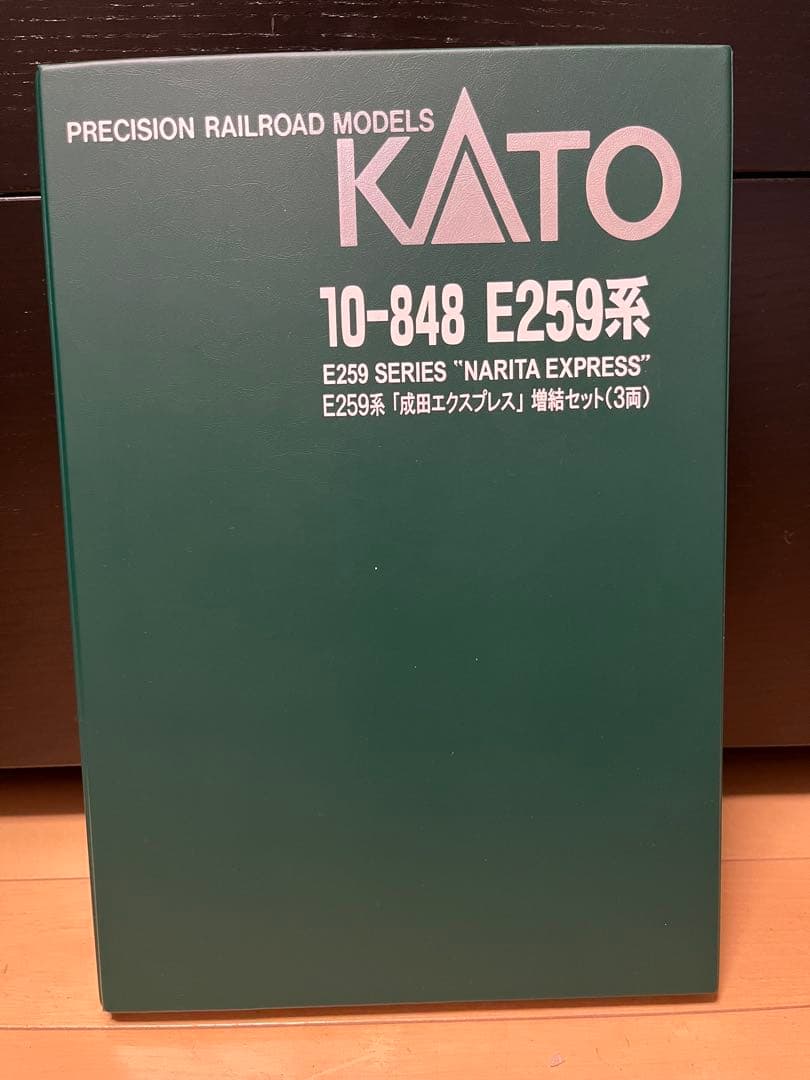 PRECISION RAILROAD MODELS
KATO
10-848 E259系
E259 SERIES “NARITA EXPRESS”
E259系「成田エクスプレス」増結セット(3両)